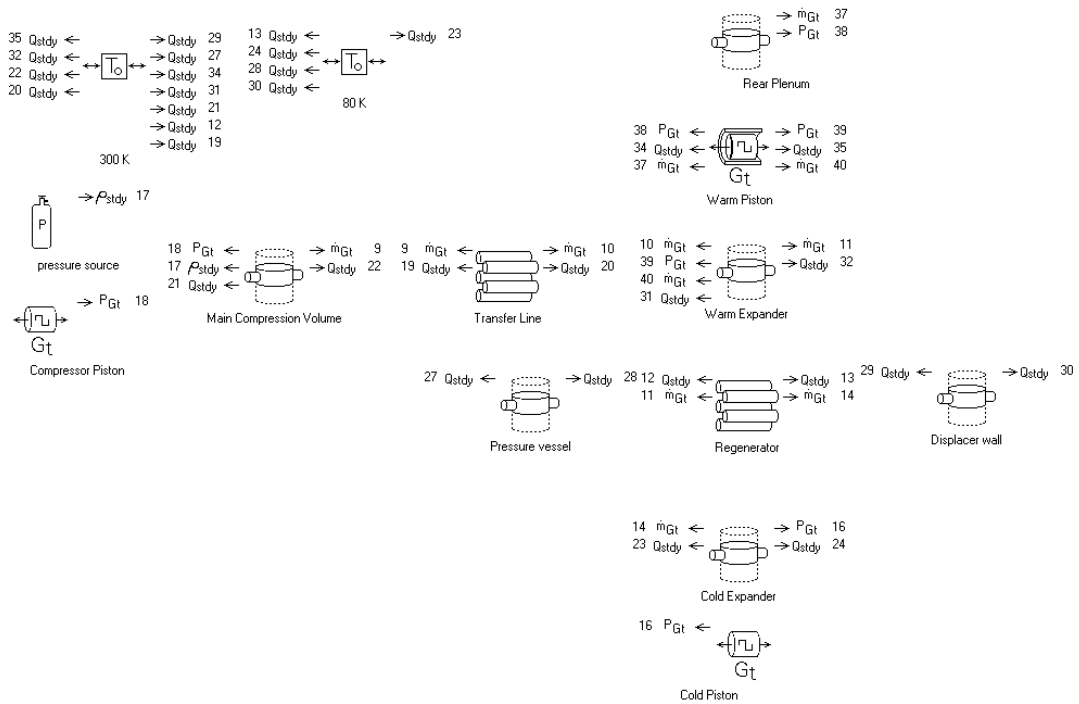 35 Qstdy Qstdy 29
32 Qstdy Qstdy 27
22 Qstdy Qstdy 34
20 Qstdy Qstdy 31
Qstdy 21
Qstdy 12
Qstdy 19
To
300 K
13 Qstdy Qstdy 23
24 Qstdy
28 Qstdy
30 Qstdy
To
80 K
ṁGt 37
PGt 38
Rear Plenum
38 PGt PGt 39
34 Qstdy Qstdy 35
37 ṁGt ṁGt 40
Gt
Warm Piston
ρstdy 17
P
pressure source
18 PGt ṁGt 9
17 ρstdy Qstdy 22
21 Qstdy
Main Compression Volume
9 ṁGt ṁGt 10
19 Qstdy Qstdy 20
Transfer Line
10 ṁGt ṁGt 11
39 PGt Qstdy 32
40 ṁGt
31 Qstdy
Warm Expander
PGt 18
Gt
Compressor Piston
27 Qstdy Qstdy 28
Pressure vessel
12 Qstdy Qstdy 13
11 ṁGt ṁGt 14
Regenerator
29 Qstdy Qstdy 30
Displacer wall
14 ṁGt PGt 16
23 Qstdy Qstdy 24
Cold Expander
16 PGt
Gt
Cold Piston